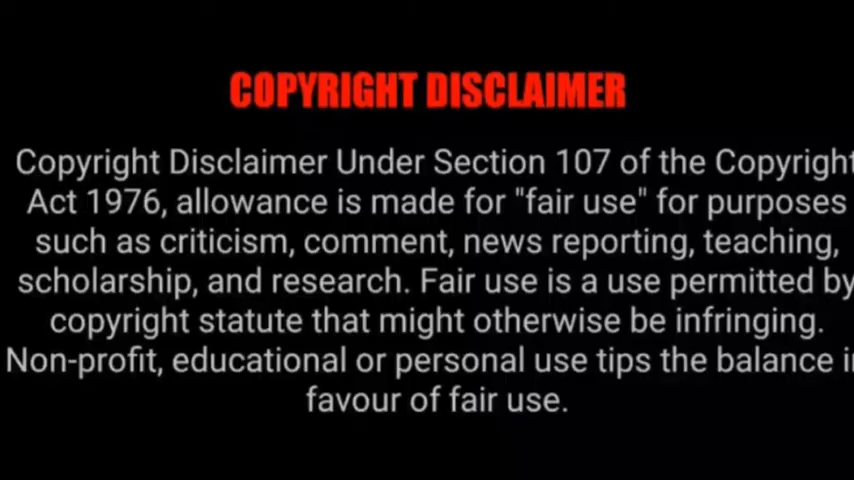 COPYRIGHT DISCLAIMER
Copyright Disclaimer Under Section 107 of the Copyright
Act 1976, allowance is made for "fair use" for purposes
such as criticism, comment, news reporting, teaching,
scholarship, and research. Fair use is a use permitted by
copyright statute that might otherwise be infringing.
Non-profit, educational or personal use tips the balance in
favour of fair use.